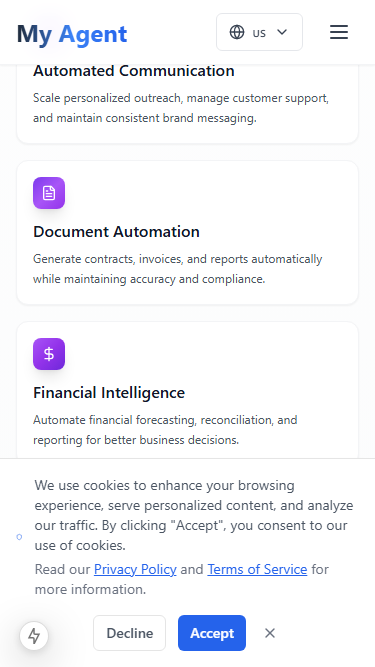 My Agent
us
Automated Communication
Scale personalized outreach, manage customer support,
and maintain consistent brand messaging.
Document Automation
Generate contracts, invoices, and reports automatically
while maintaining accuracy and compliance.
Financial Intelligence
Automate financial forecasting, reconciliation, and
reporting for better business decisions.
We use cookies to enhance your browsing
experience, serve personalized content, and analyze
our traffic. By clicking "Accept", you consent to our
use of cookies.
Read our Privacy Policy and Terms of Service for
more information.
Decline
Accept